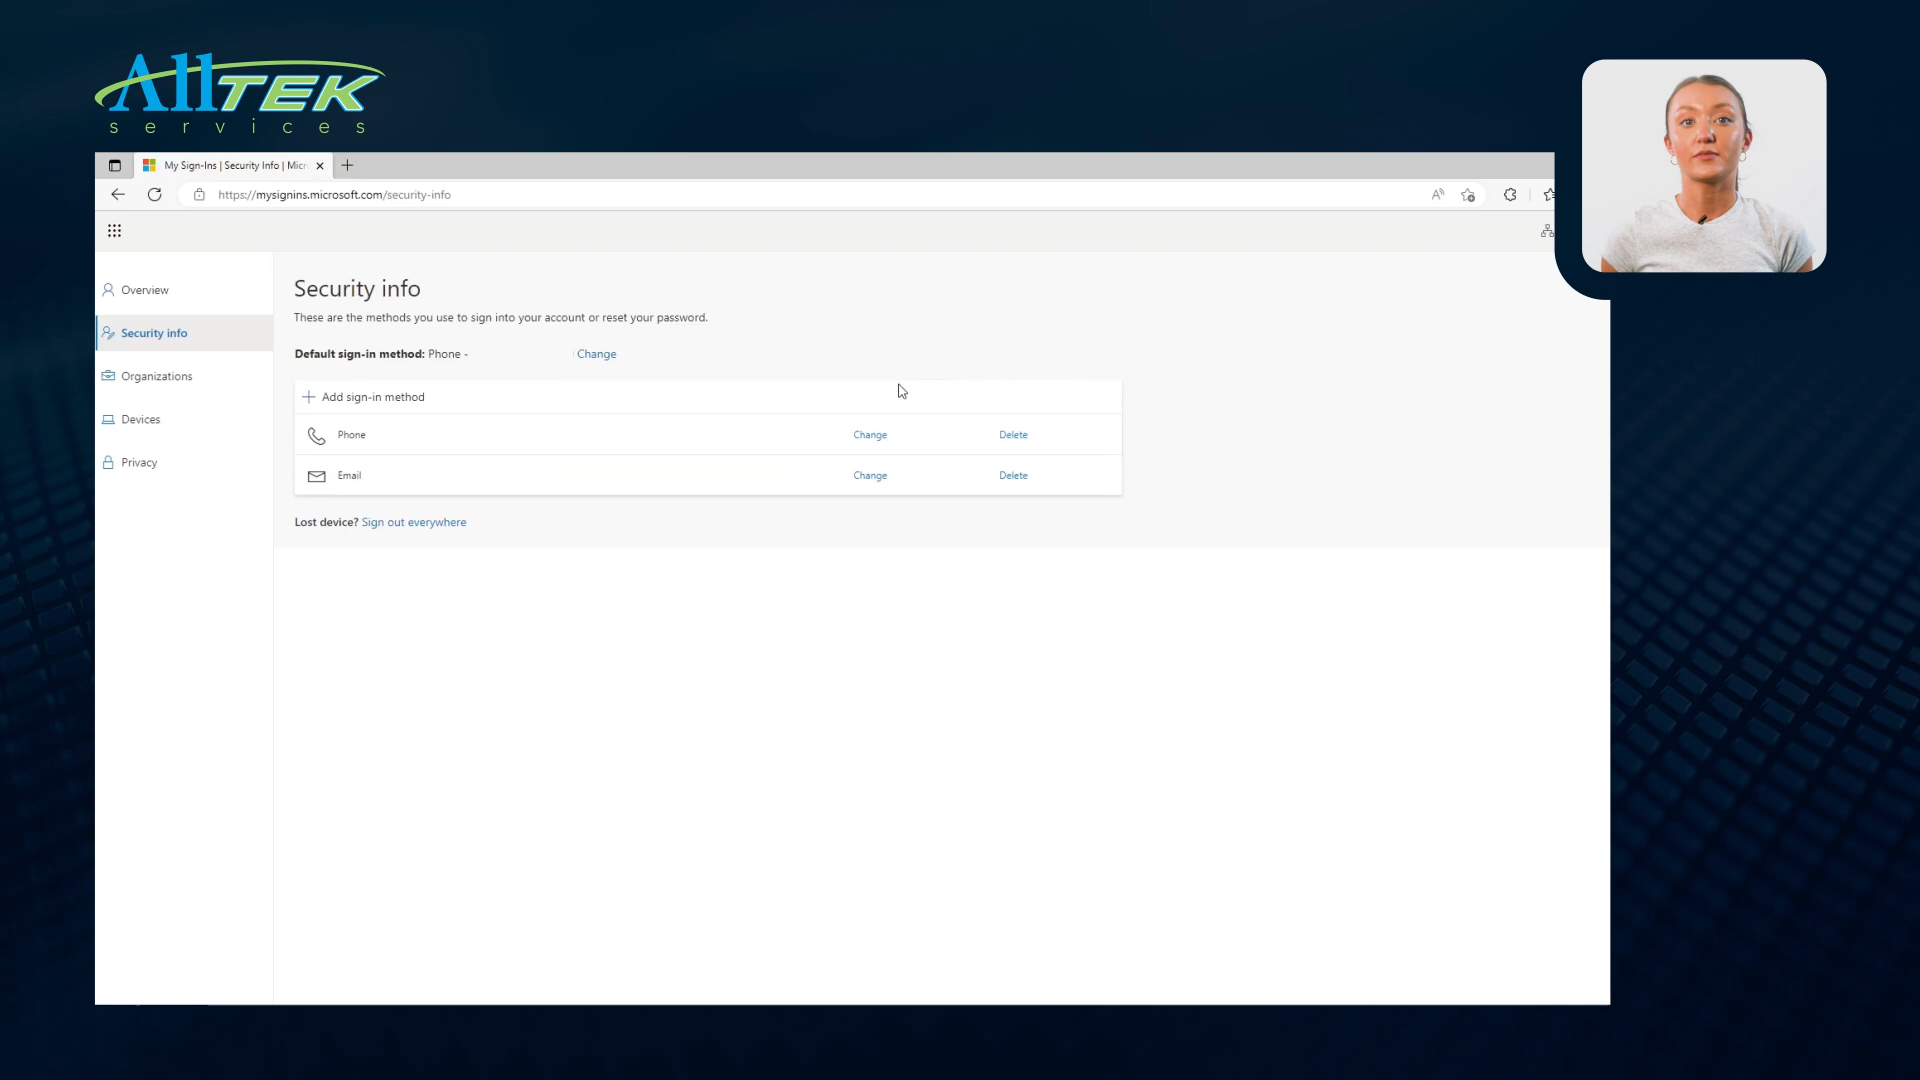 AllTEK
services
My Sign-Ins | Security Info | Micr
https://mysignins.microsoft.com/security-info
Overview
Security info
Organizations
Devices
Privacy
Security info
These are the methods you use to sign into your account or reset your password.
Default sign-in method: Phone - Change
Add sign-in method
Phone Change Delete
Email Change Delete
Lost device? Sign out everywhere